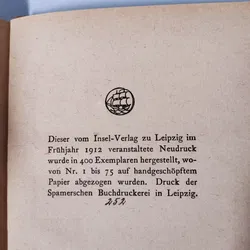 Dieser vom Insel-Verlag zu Leipzig im
Frühjahr 1912 veranstaltete Neudruck
wurde in 400 Exemplaren hergestellt, wo-
von Nr. 1 bis 75 auf handgeschöpftem
Papier abgezogen wurden. Druck der
Spamerschen Buchdruckerei in Leipzig.
252